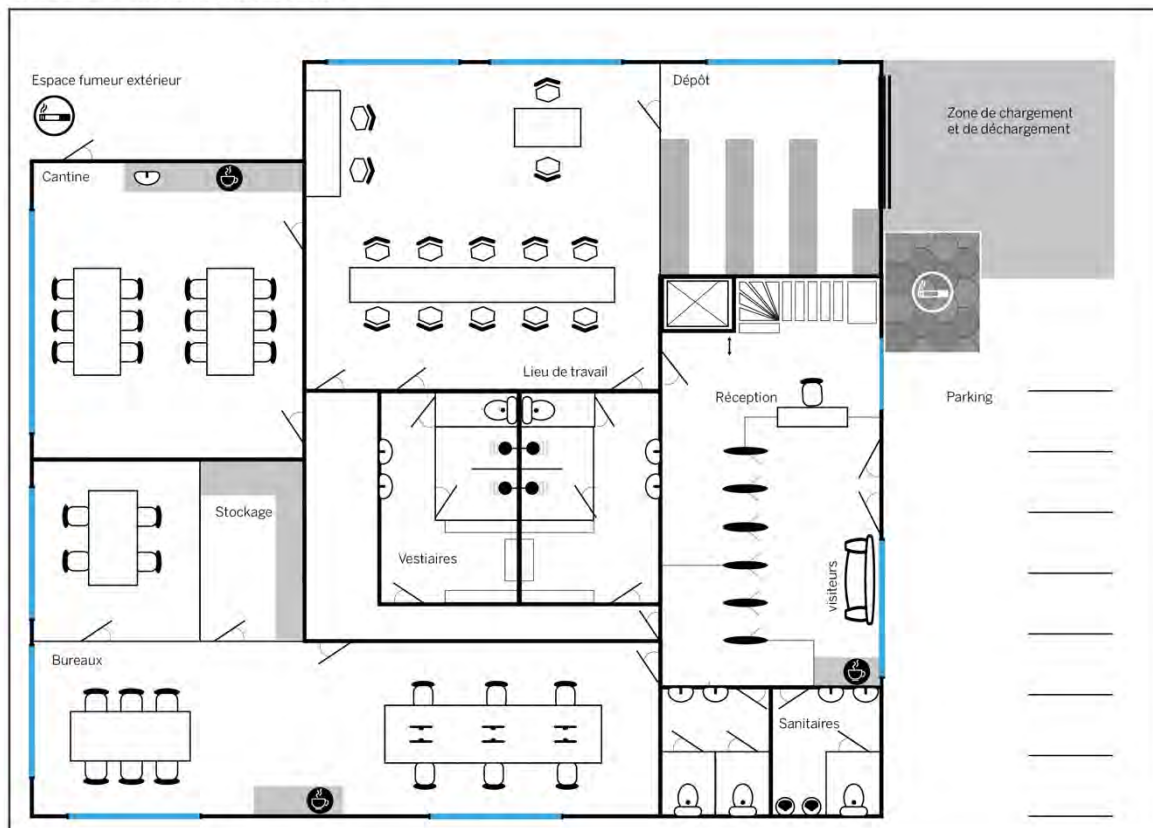 Espace fumeur extérieur
Dépôt
Zone de chargement
et de déchargement
Cantine
Lieu de travail
Réception
Parking
Stockage
Vestiaires
visiteurs
Bureaux
Sanitaires